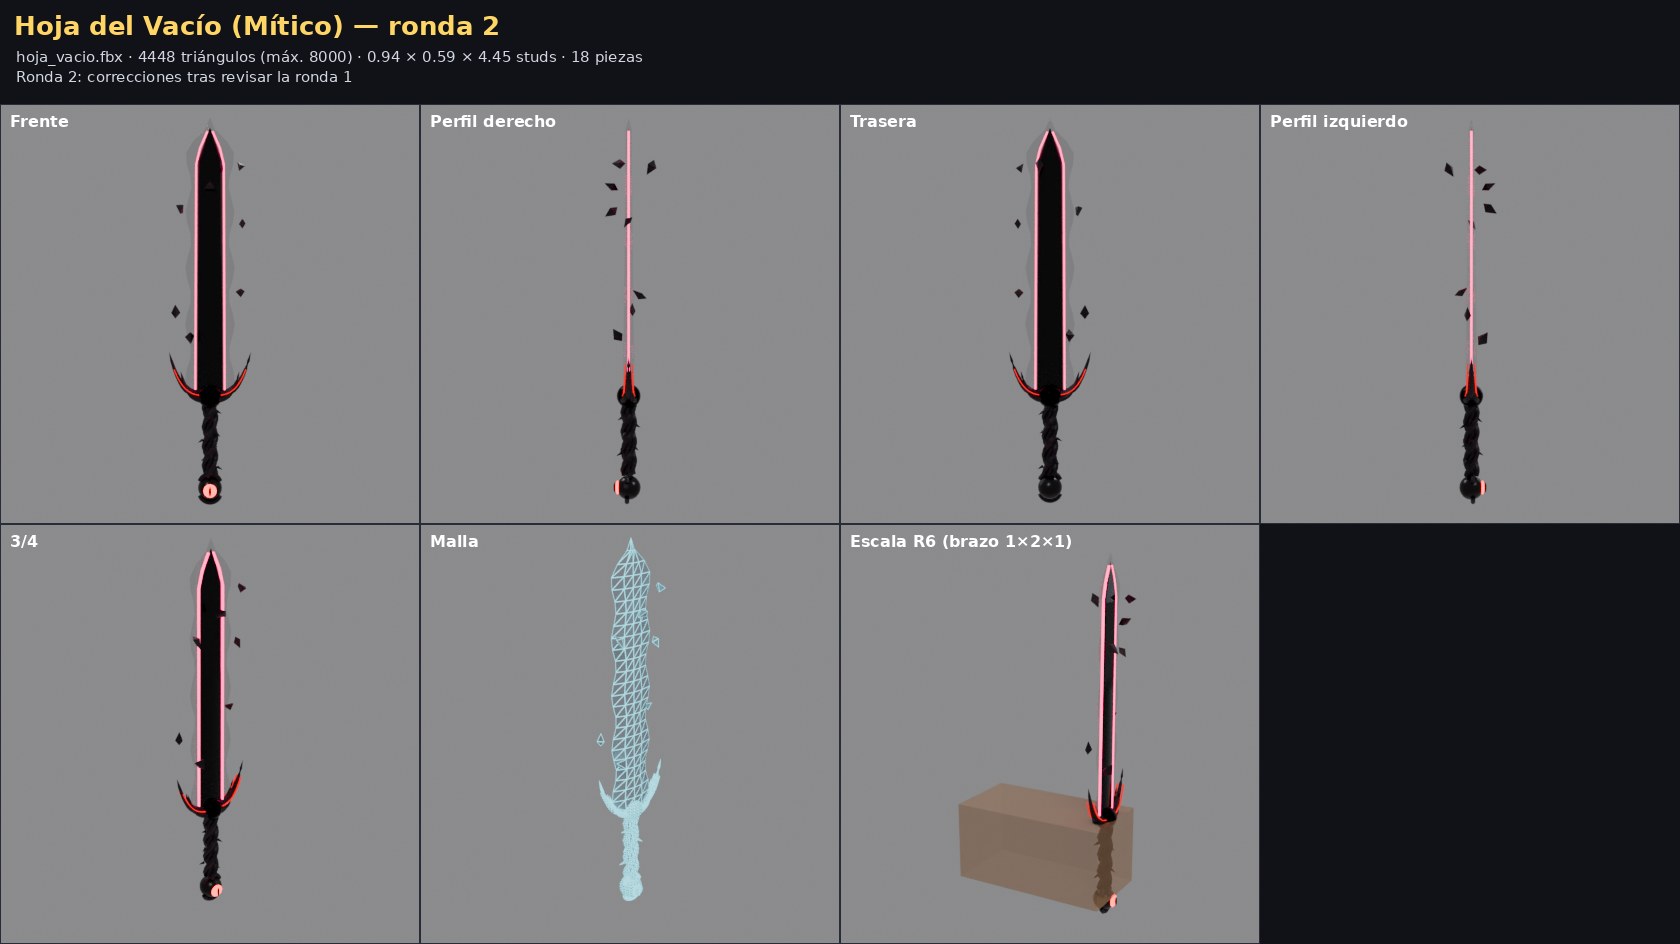 Hoja del Vacío (Mítico) — ronda 2
hoja_vacio.fbx · 4448 triángulos (máx. 8000) · 0.94 × 0.59 × 4.45 studs · 18 piezas
Ronda 2: correcciones tras revisar la ronda 1
Frente
Perfil derecho
Trasera
Perfil izquierdo
3/4
Malla
Escala R6 (brazo 1×2×1)